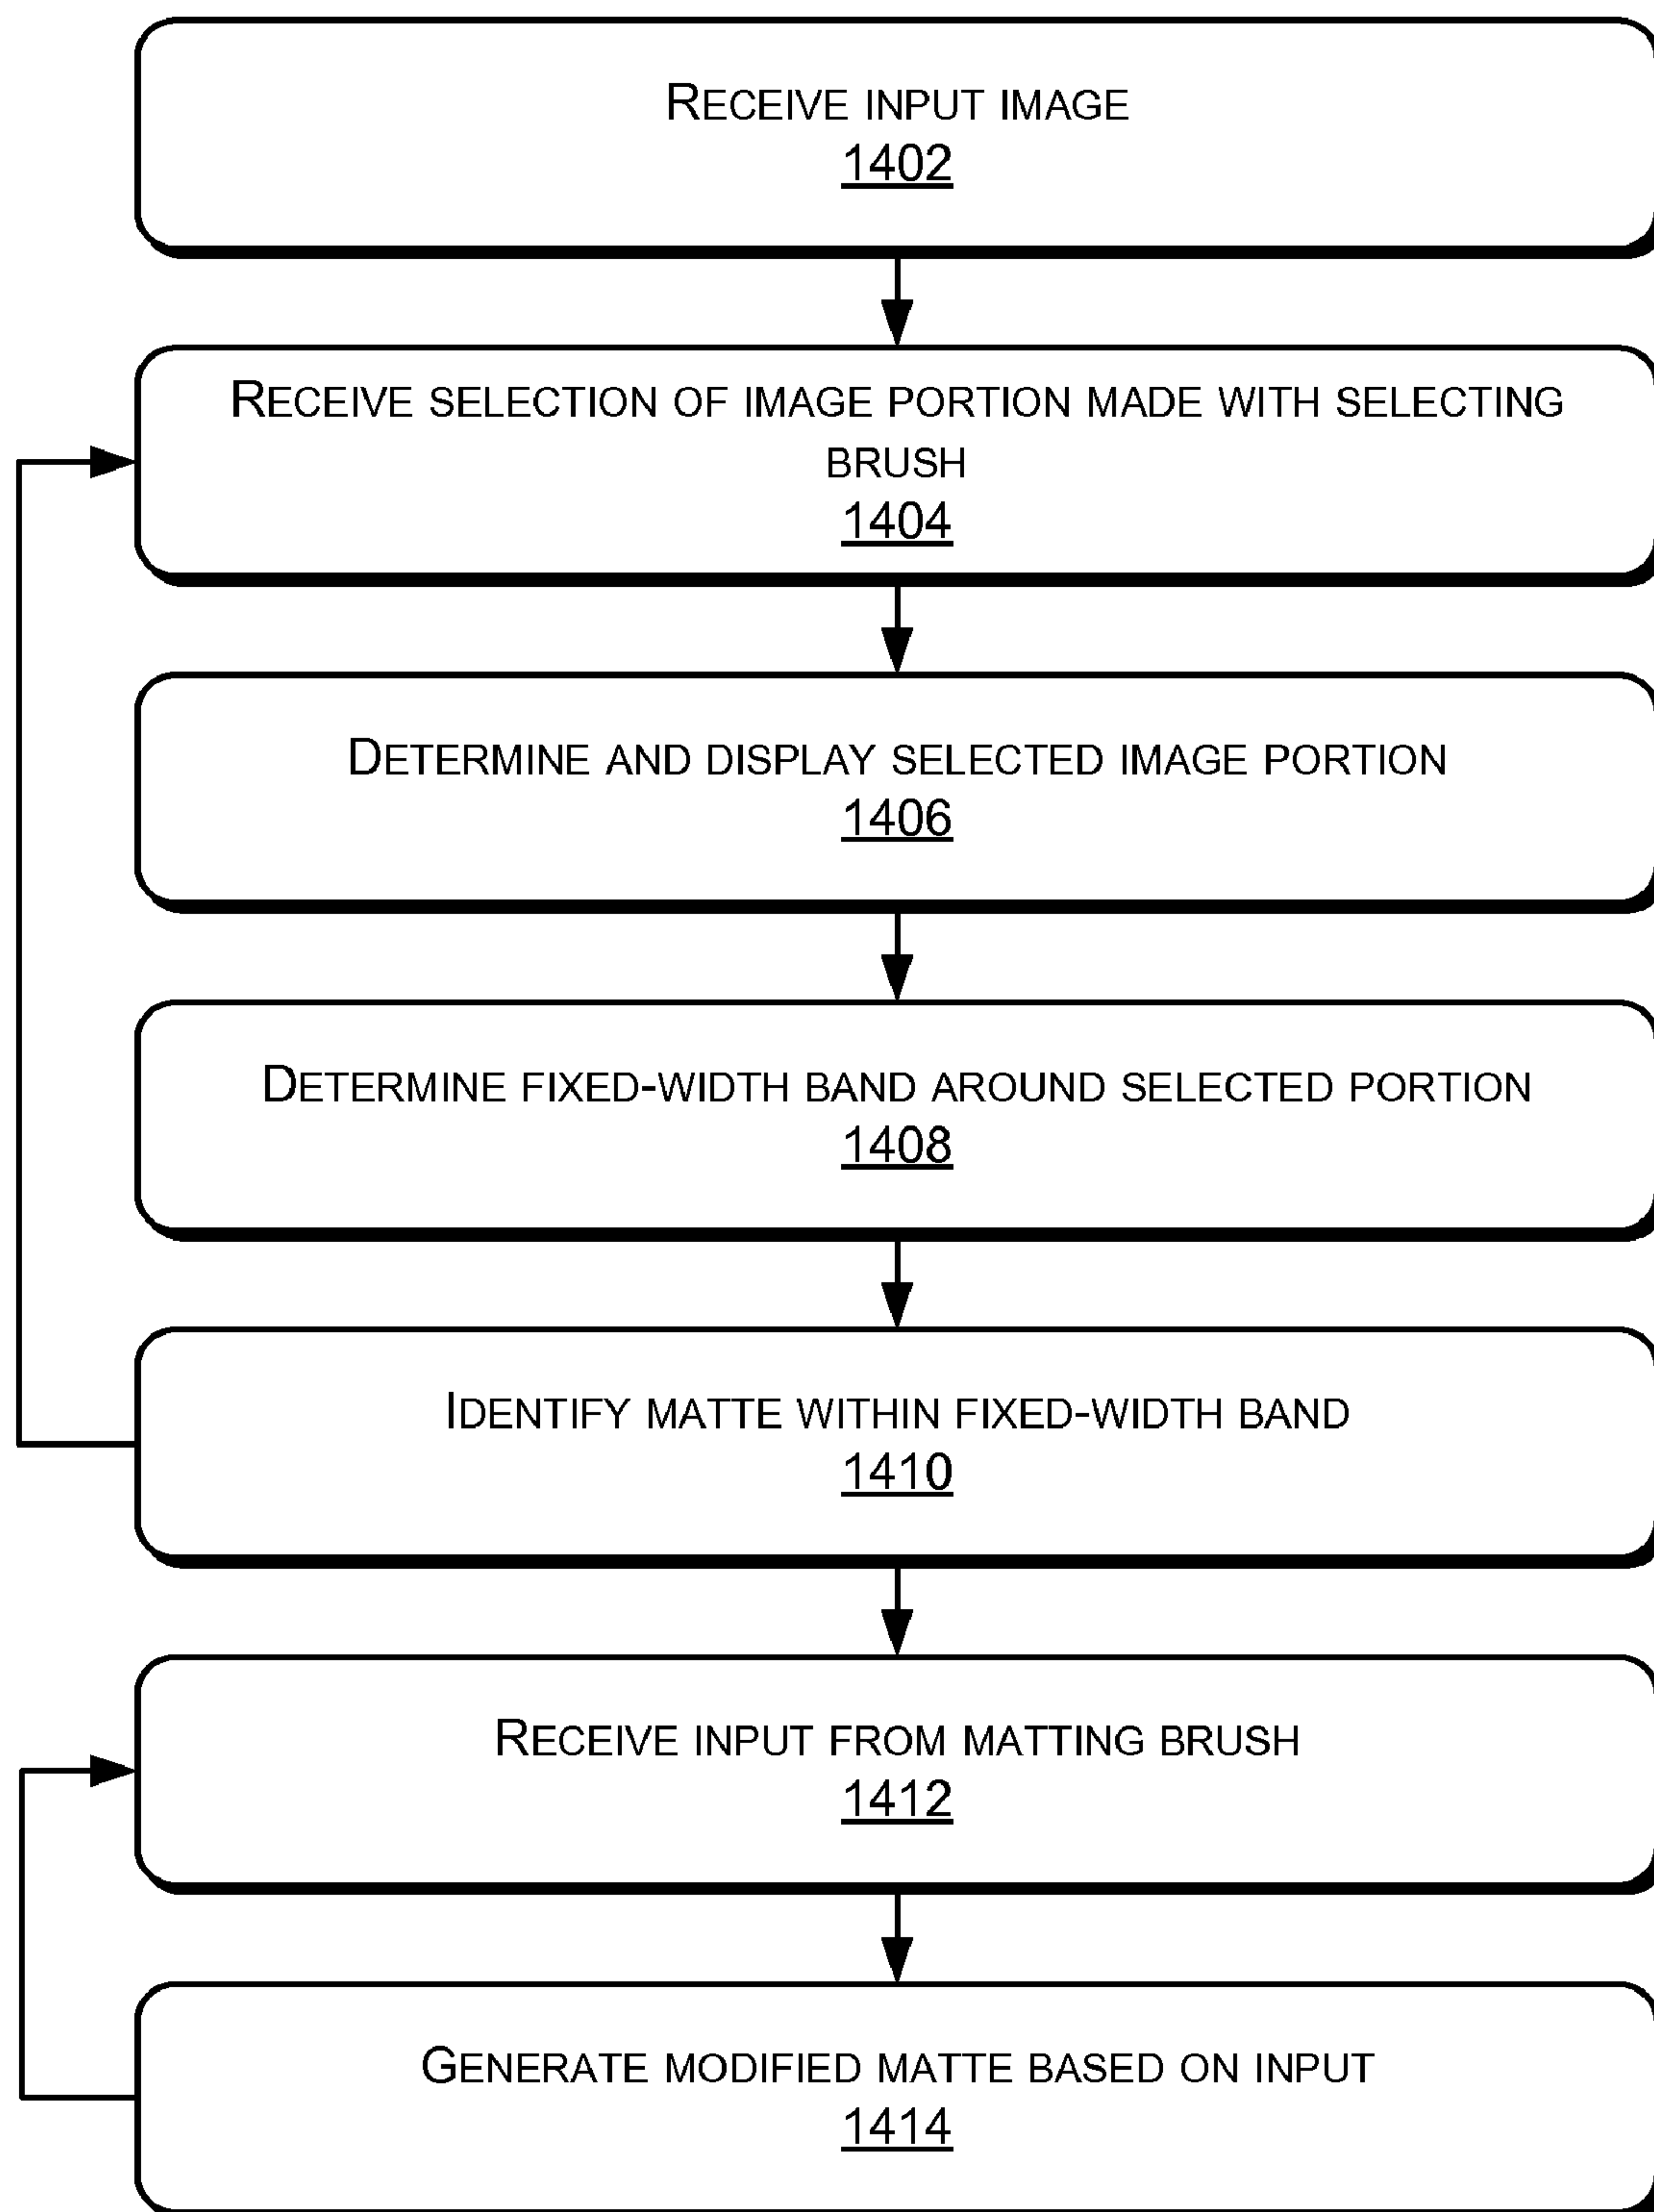 RECEIVE INPUT IMAGE
1402
RECEIVE SELECTION OF IMAGE PORTION MADE WITH SELECTING
BRUSH
1404
DETERMINE AND DISPLAY SELECTED IMAGE PORTION
1406
DETERMINE FIXED-WIDTH BAND AROUND SELECTED PORTION
1408
IDENTIFY MATTE WITHIN FIXED-WIDTH BAND
1410
RECEIVE INPUT FROM MATTING BRUSH
1412
GENERATE MODIFIED MATTE BASED ON INPUT
1414